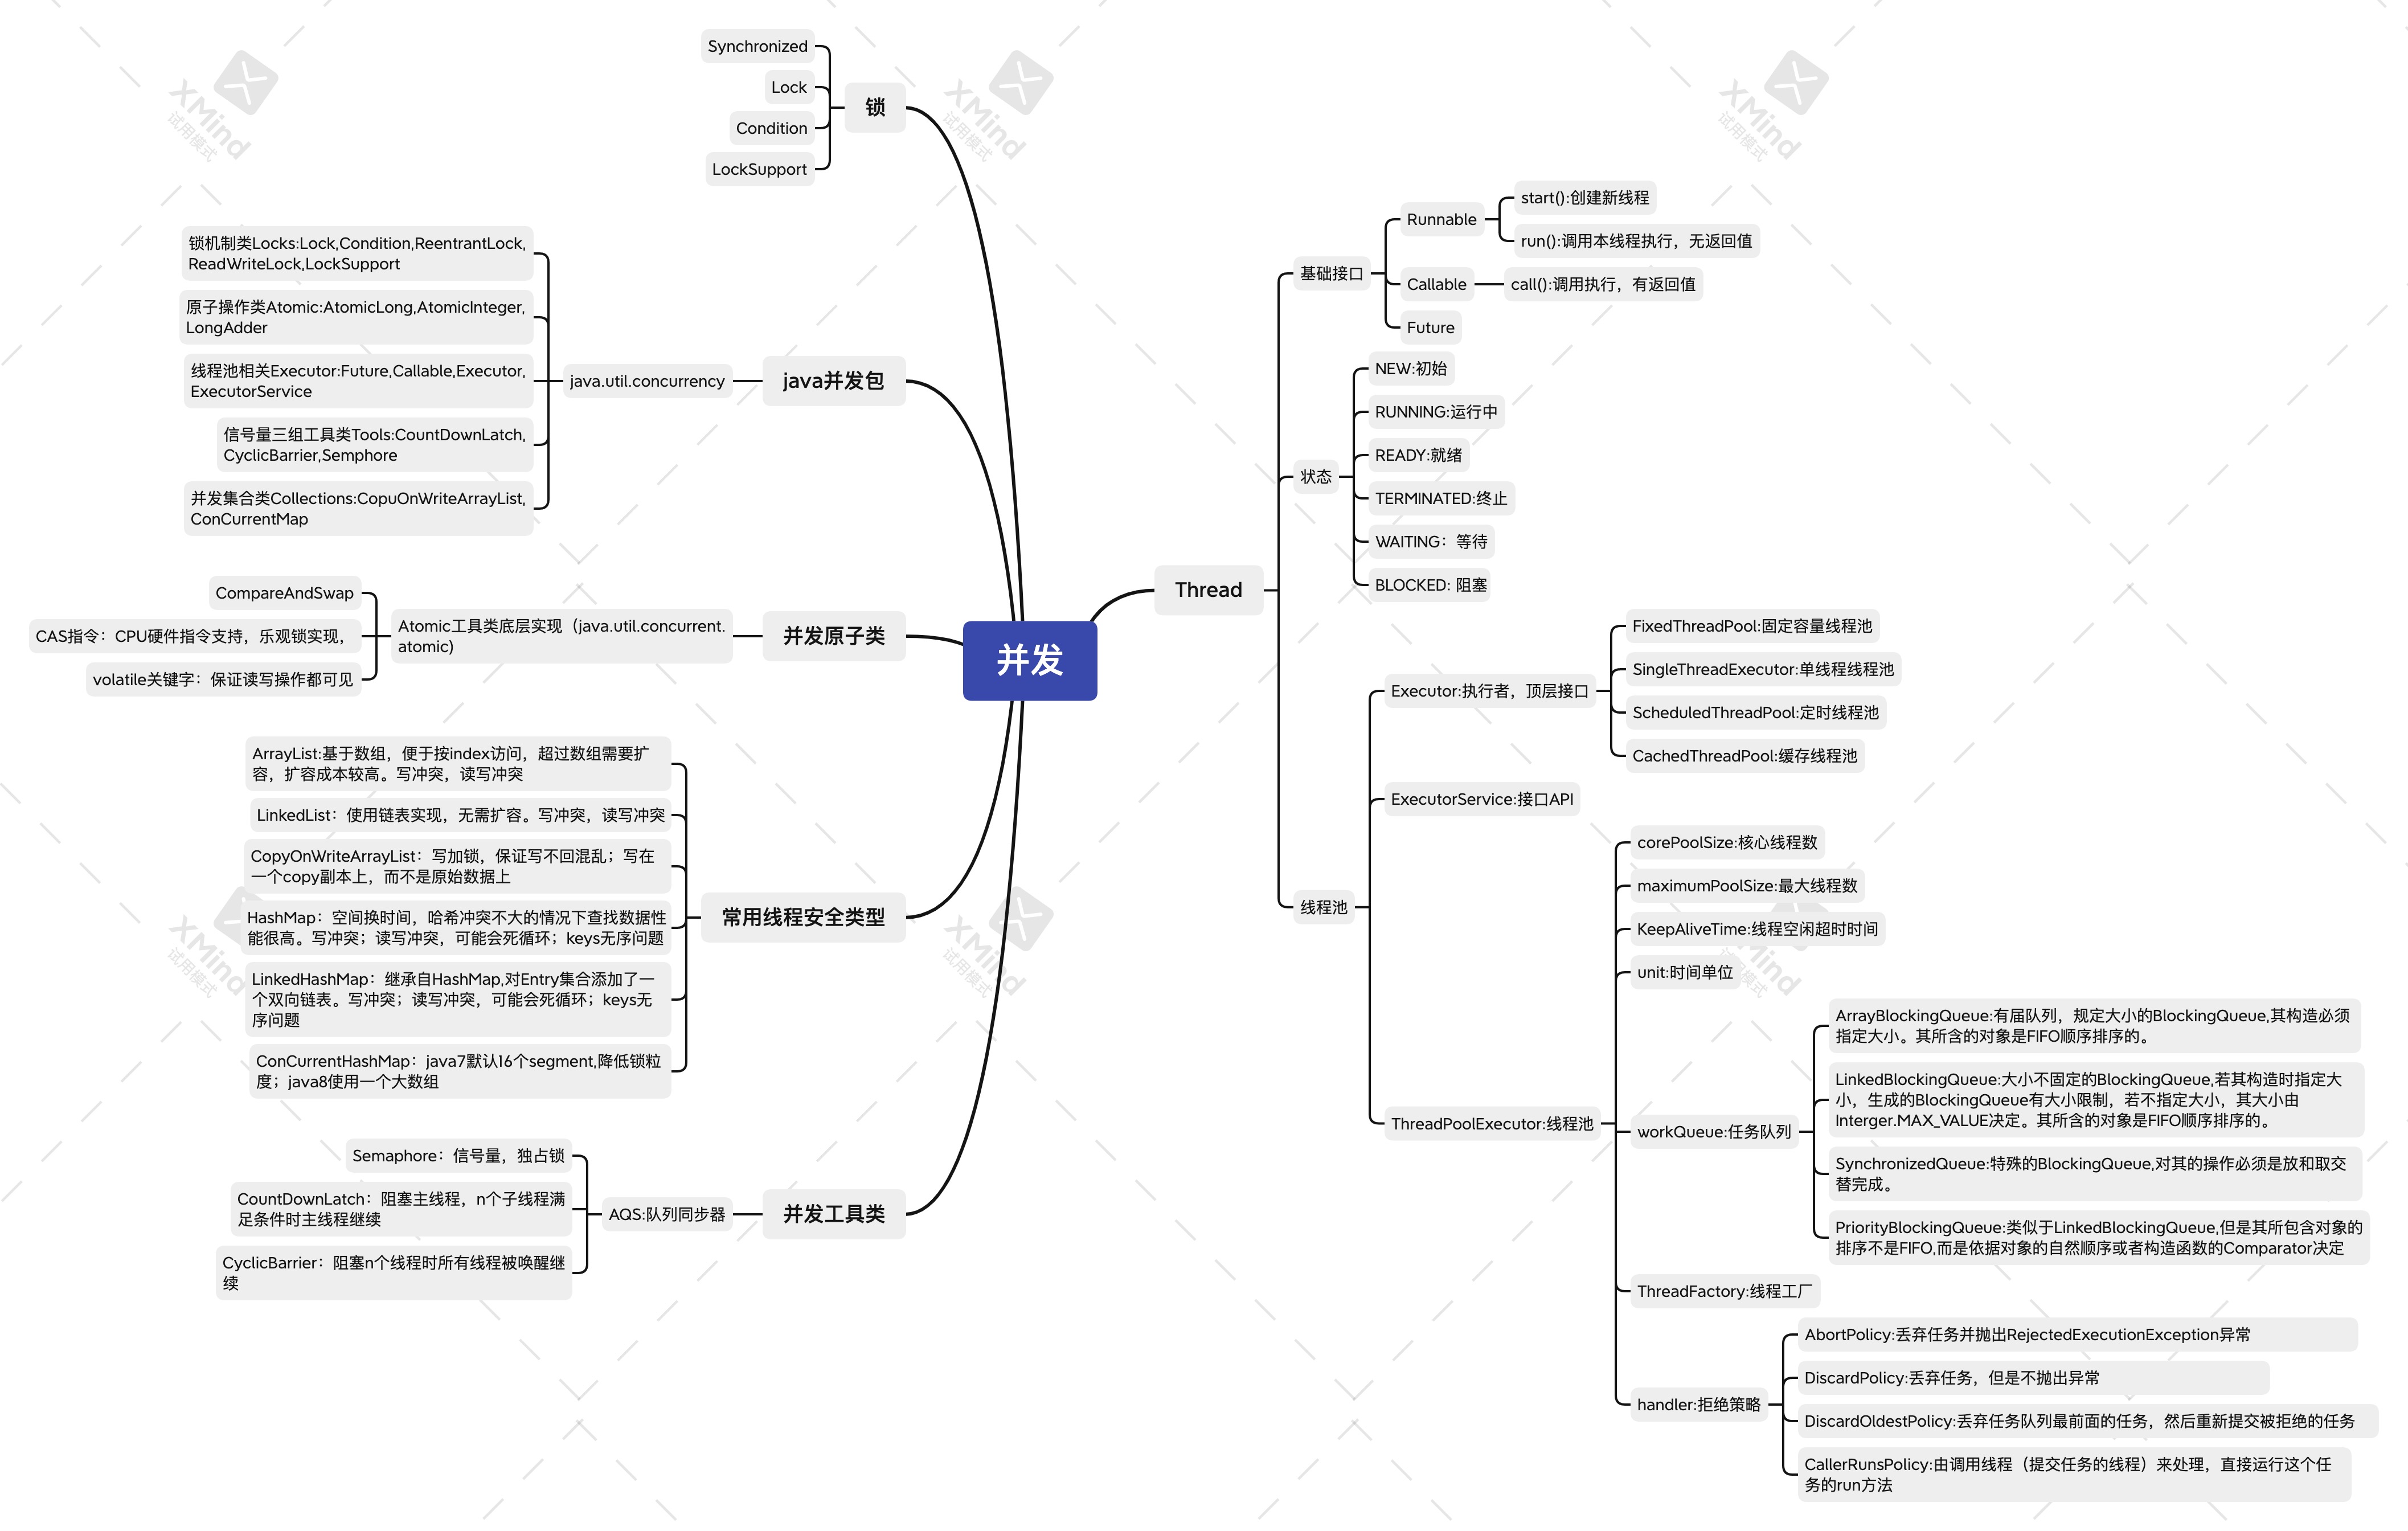 并发
锁
Synchronized
Lock
Condition
LockSupport
java并发包
java.util.concurrency
锁机制类Locks:Lock,Condition,ReentrantLock,
ReadWriteLock,LockSupport
原子操作类Atomic:AtomicLong,AtomicInteger,
LongAdder
线程池相关Executor:Future,Callable,Executor,
ExecutorService
信号量三组工具类Tools:CountDownLatch,
CyclicBarrier,Semphore
并发集合类Collections:CopuOnWriteArrayList,
ConCurrentMap
并发原子类
Atomic工具类底层实现（java.util.concurrent.
atomic)
CompareAndSwap
CAS指令：CPU硬件指令支持，乐观锁实现，
volatile关键字：保证读写操作都可见
常用线程安全类型
ArrayList:基于数组，便于按index访问，超过数组需要扩
容，扩容成本较高。写冲突，读写冲突
LinkedList：使用链表实现，无需扩容。写冲突，读写冲突
CopyOnWriteArrayList：写加锁，保证写不回混乱；写在
一个copy副本上，而不是原始数据上
HashMap：空间换时间，哈希冲突不大的情况下查找数据性
能很高。写冲突；读写冲突，可能会死循环；keys无序问题
LinkedHashMap：继承自HashMap,对Entry集合添加了一
个双向链表。写冲突；读写冲突，可能会死循环；keys无
序问题
ConCurrentHashMap：java7默认16个segment,降低锁粒
度；java8使用一个大数组
并发工具类
AQS:队列同步器
Semaphore：信号量，独占锁
CountDownLatch：阻塞主线程，n个子线程满
足条件时主线程继续
CyclicBarrier：阻塞n个线程时所有线程被唤醒继
续
Thread
基础接口
Runnable
start():创建新线程
run():调用本线程执行，无返回值
Callable
call():调用执行，有返回值
Future
状态
NEW:初始
RUNNING:运行中
READY:就绪
TERMINATED:终止
WAITING：等待
BLOCKED: 阻塞
线程池
Executor:执行者，顶层接口
FixedThreadPool:固定容量线程池
SingleThreadExecutor:单线程线程池
ScheduledThreadPool:定时线程池
CachedThreadPool:缓存线程池
ExecutorService:接口API
ThreadPoolExecutor:线程池
corePoolSize:核心线程数
maximumPoolSize:最大线程数
KeepAliveTime:线程空闲超时时间
unit:时间单位
workQueue:任务队列
ArrayBlockingQueue:有届队列，规定大小的BlockingQueue,其构造必须
指定大小。其所含的对象是FIFO顺序排序的。
LinkedBlockingQueue:大小不固定的BlockingQueue,若其构造时指定大
小，生成的BlockingQueue有大小限制，若不指定大小，其大小由
Interger.MAX_VALUE决定。其所含的对象是FIFO顺序排序的。
SynchronizedQueue:特殊的BlockingQueue,对其的操作必须是放和取交
替完成。
PriorityBlockingQueue:类似于LinkedBlockingQueue,但是其所包含对象的
排序不是FIFO,而是依据对象的自然顺序或者构造函数的Comparator决定
ThreadFactory:线程工厂
handler:拒绝策略
AbortPolicy:丢弃任务并抛出RejectedExecutionException异常
DiscardPolicy:丢弃任务，但是不抛出异常
DiscardOldestPolicy:丢弃任务队列最前面的任务，然后重新提交被拒绝的任务
CallerRunsPolicy:由调用线程（提交任务的线程）来处理，直接运行这个任
务的run方法
XMind
试用模式
XMind
试用模式
XMind
试用模式
XMind
试用模式
XMind
试用模式